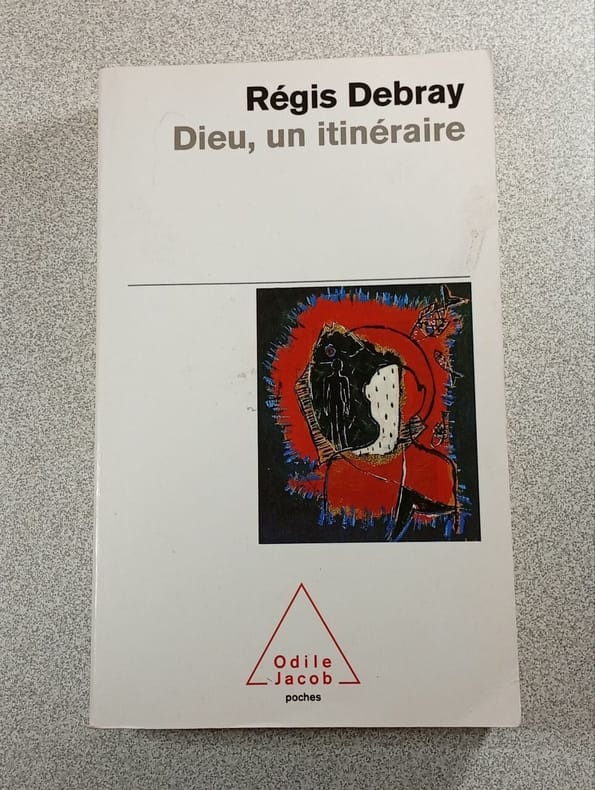 Régis Debray
Dieu, un itinéraire
Odile
Jacob
poches